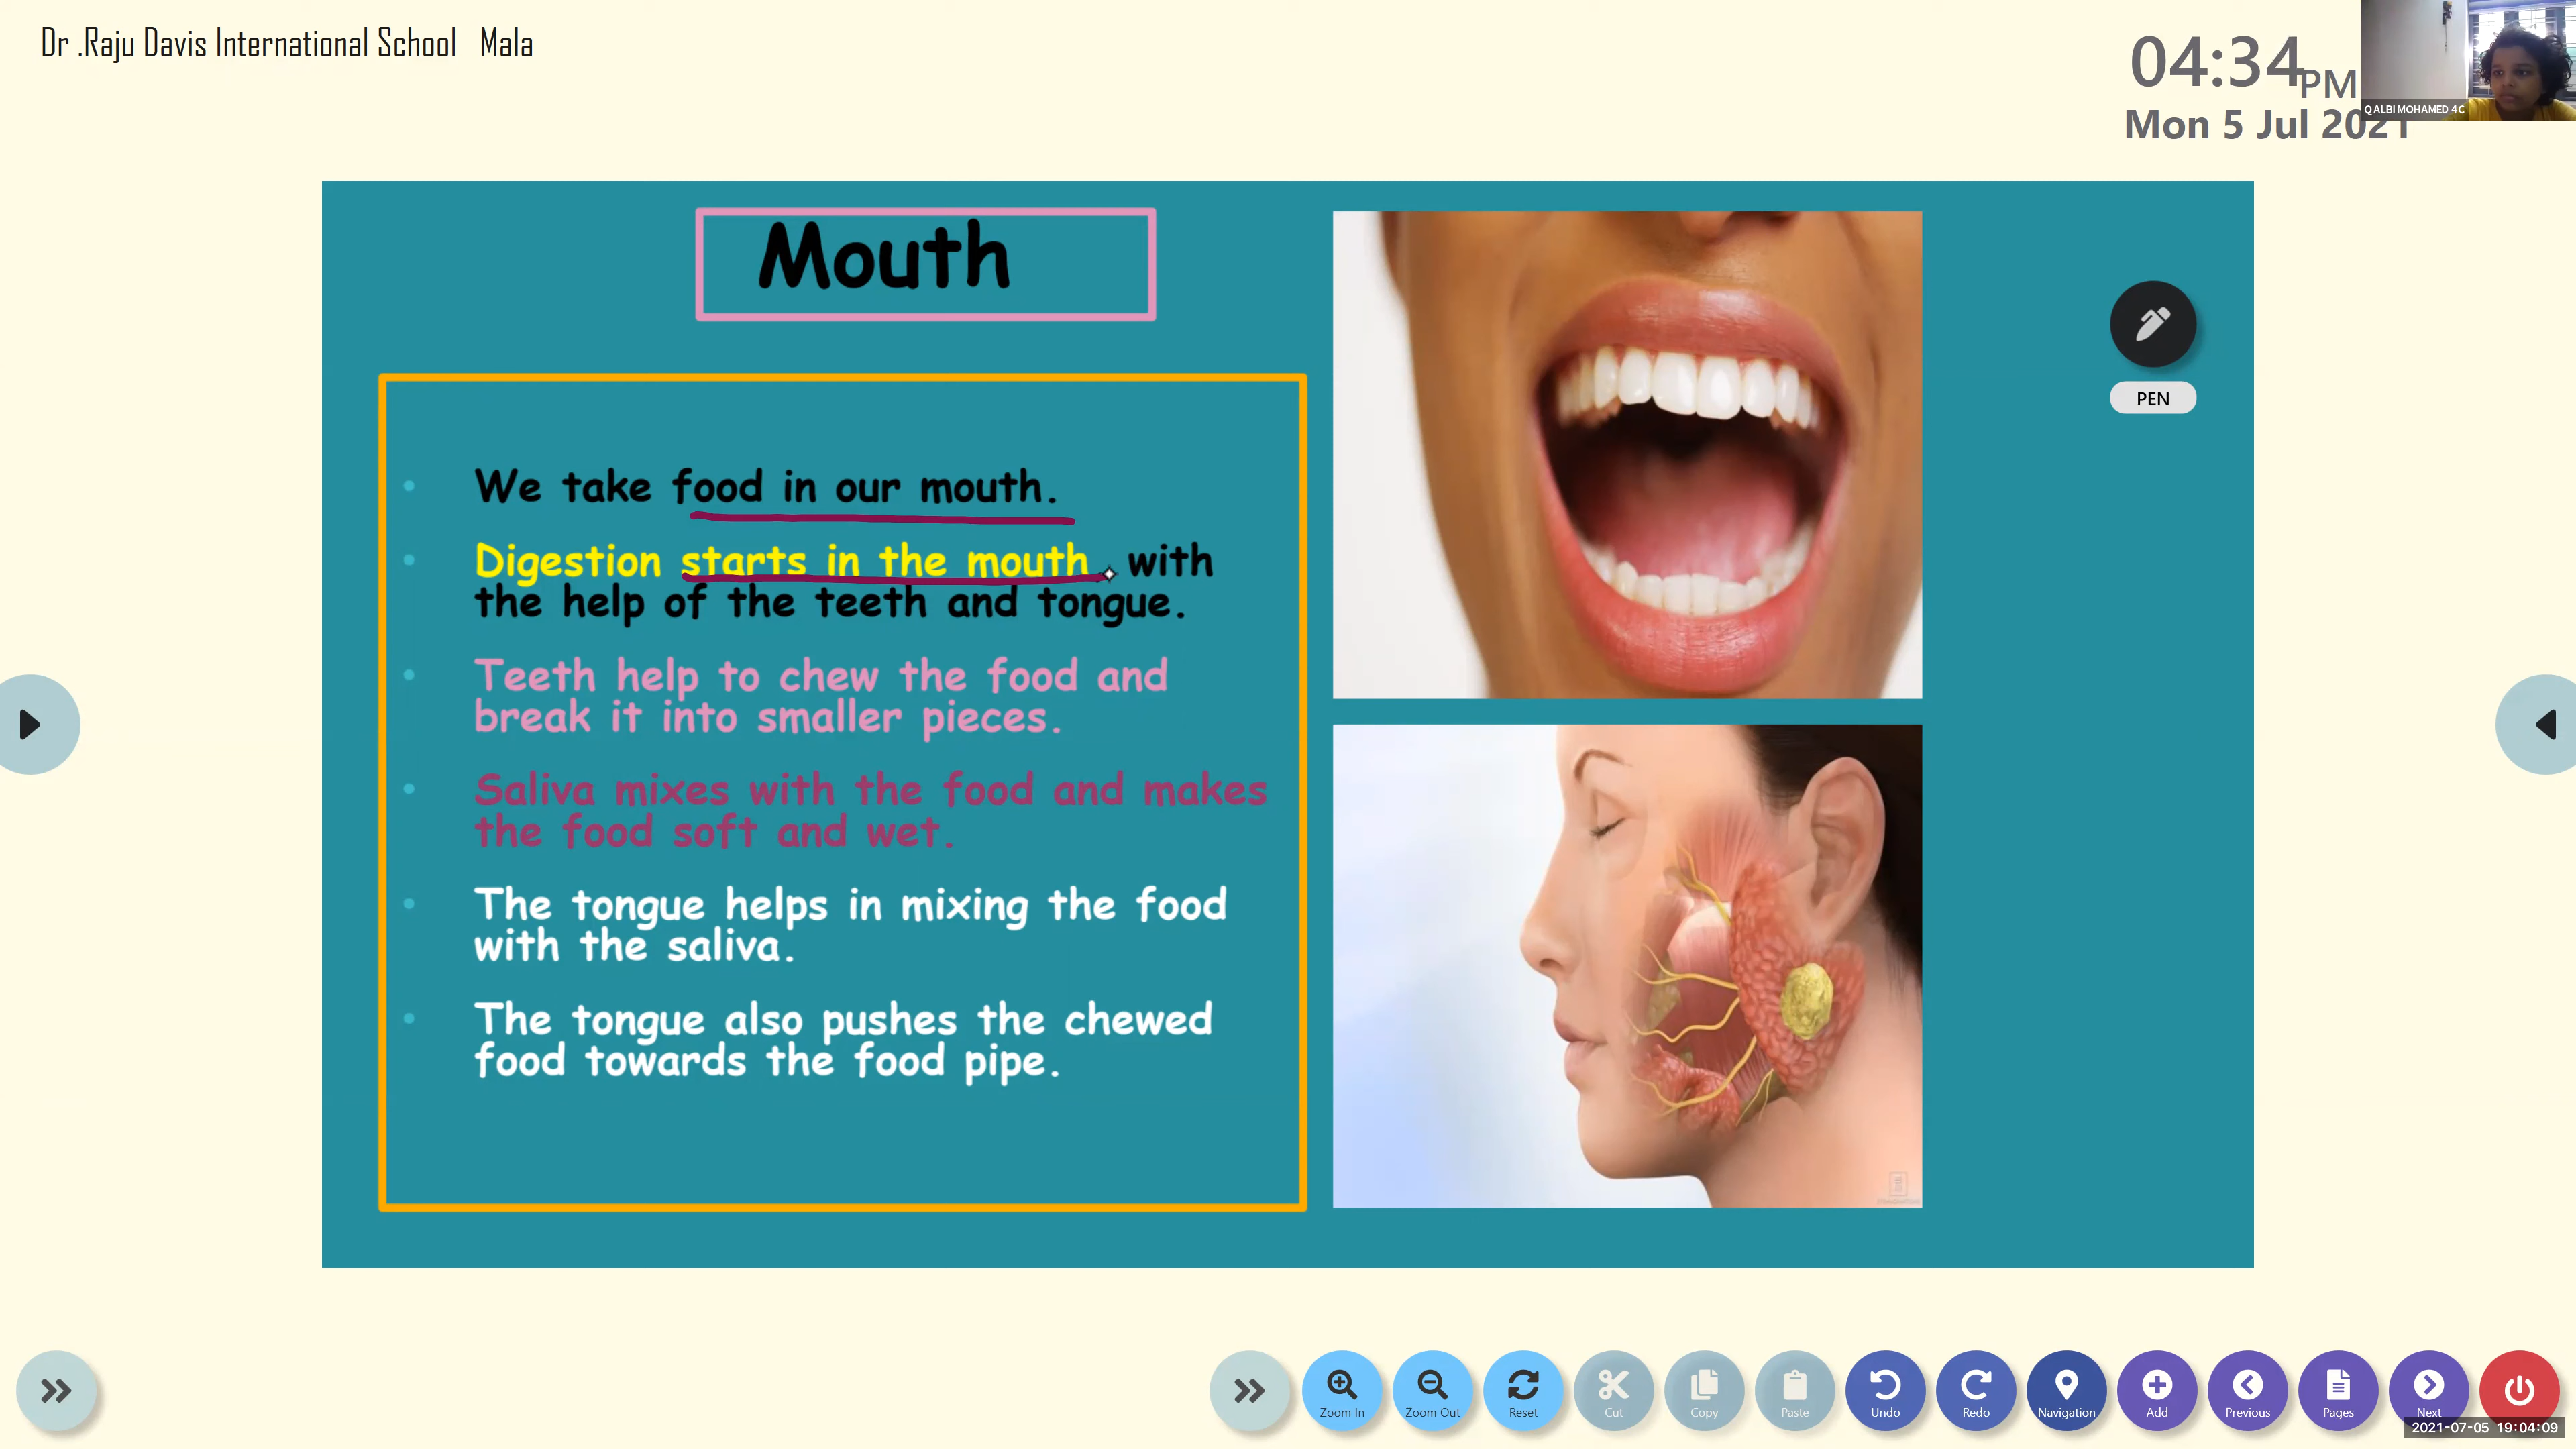 Dr .Raju Davis International School Mala
04:34 PM
Mon 5 Jul 2021
QALBI MOHAMED 4C
Mouth
PEN
• We take food in our mouth.
• Digestion starts in the mouth. with
the help of the teeth and tongue.
• Teeth help to chew the food and
break it into smaller pieces.
• Saliva mixes with the food and makes
the food soft and wet.
• The tongue helps in mixing the food
with the saliva.
• The tongue also pushes the chewed
food towards the food pipe.
Zoom In Zoom Out Reset Cut Copy Paste Undo Redo Navigation Add Previous Pages Next
2021-07-05 19:04:09